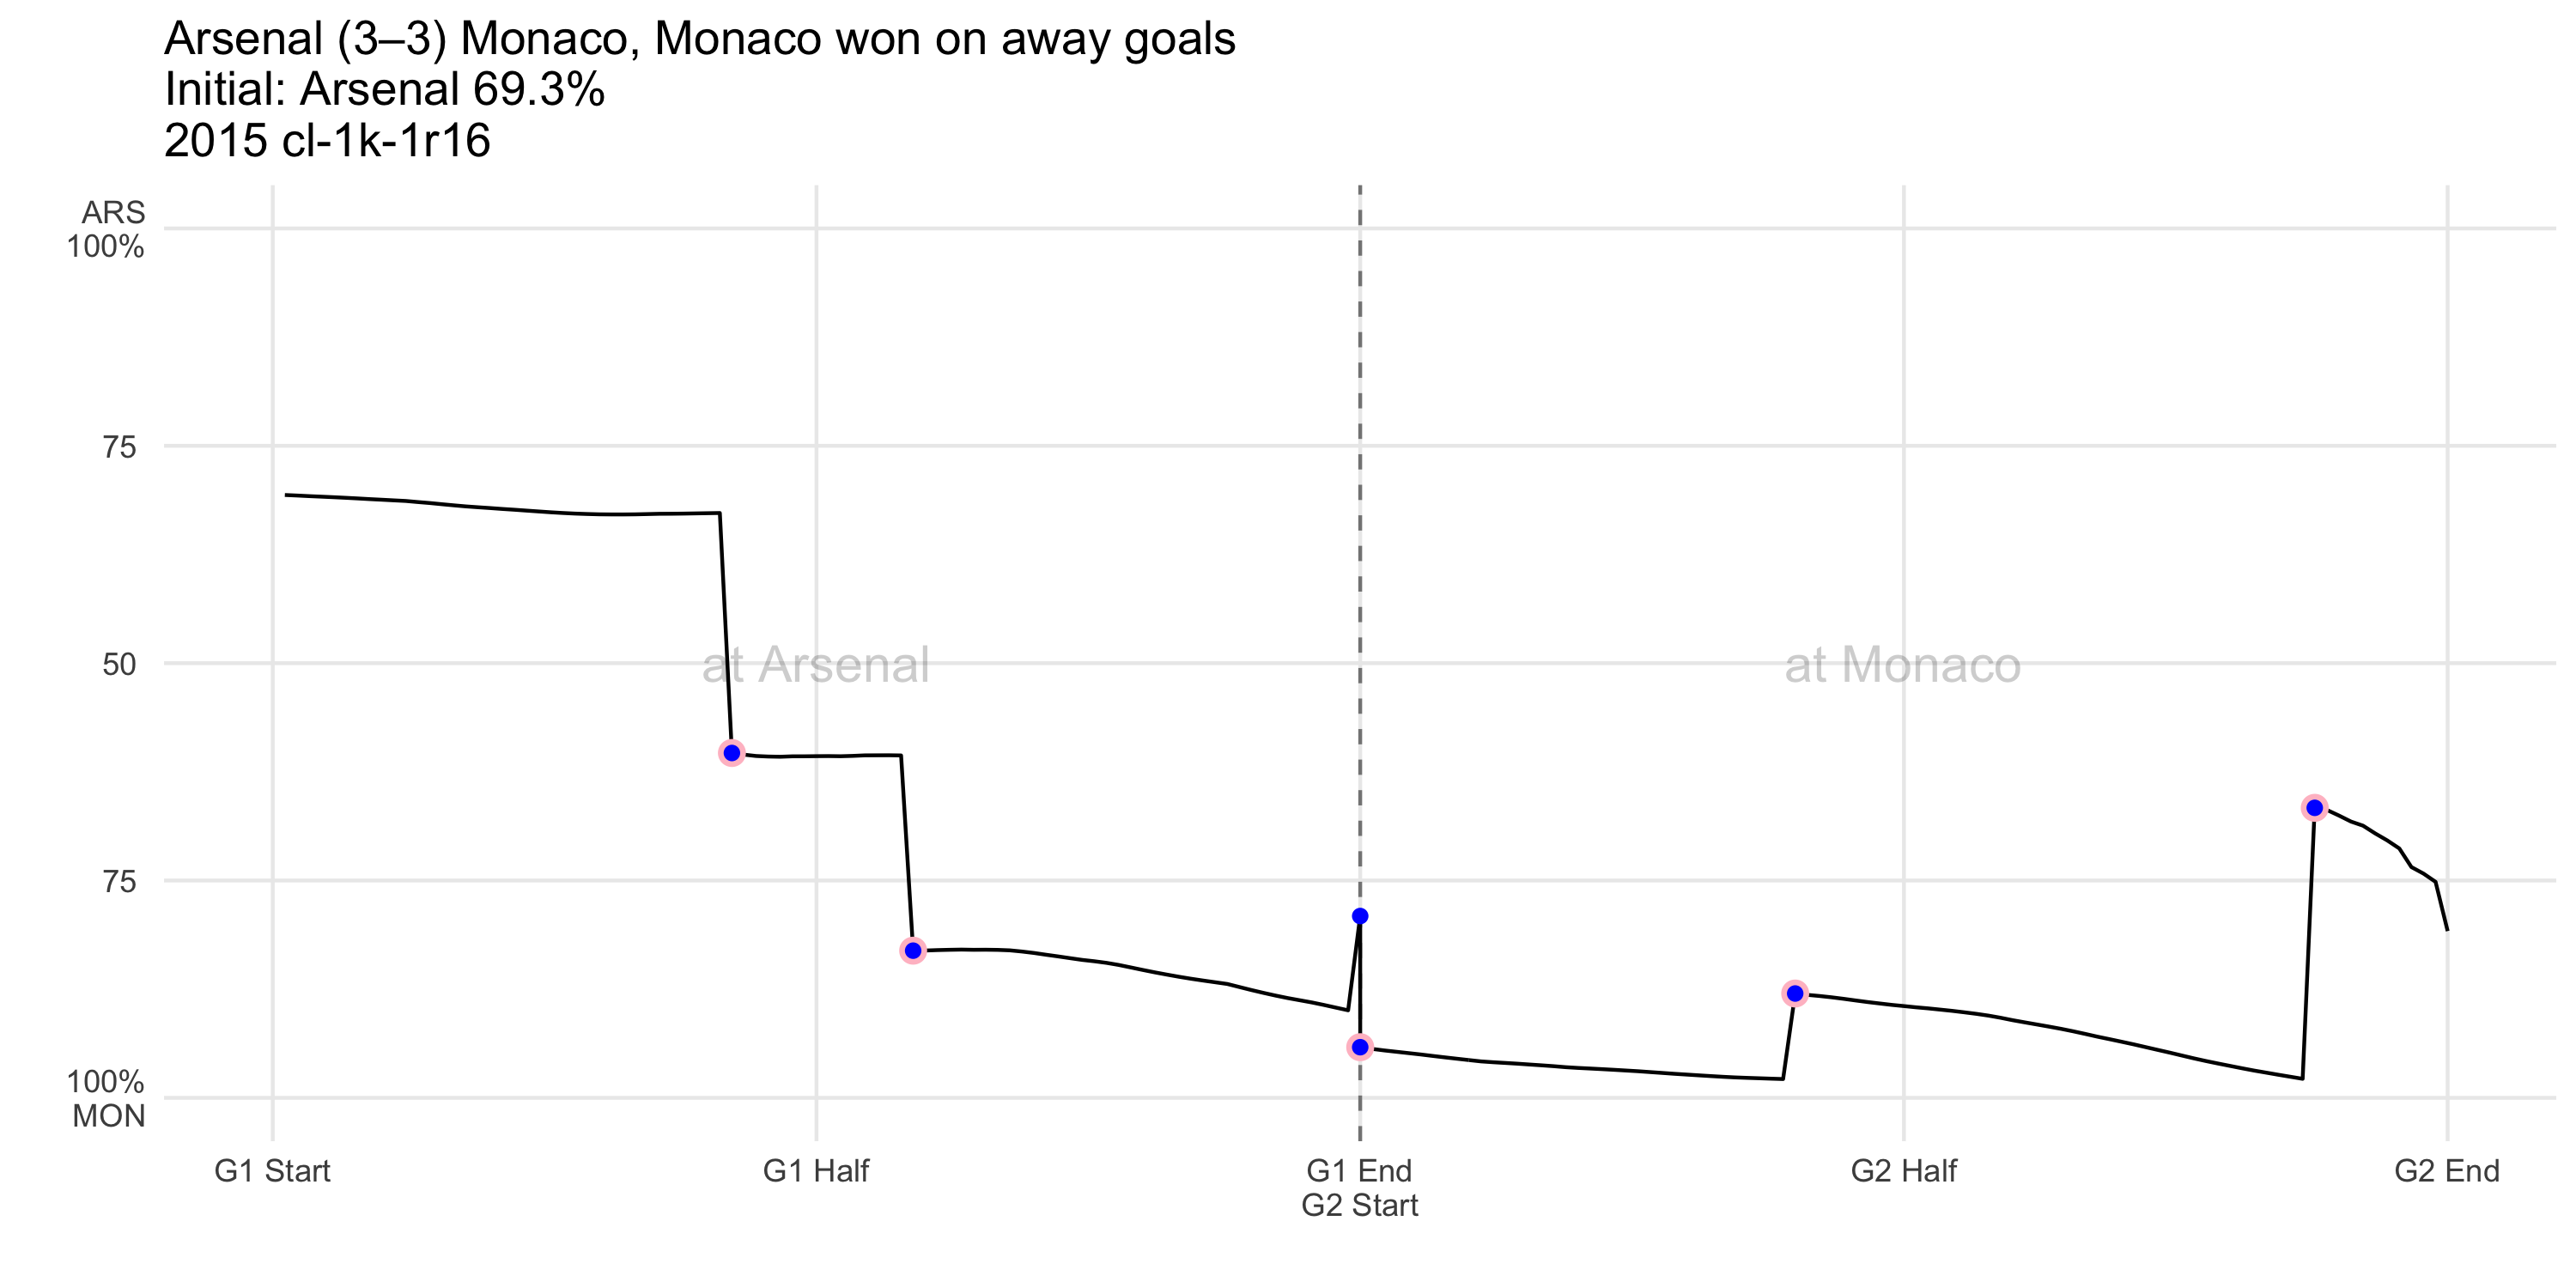 Arsenal (3–3) Monaco, Monaco won on away goals
Initial: Arsenal 69.3%
2015 cl-1k-1r16
ARS
100%
75
50
at Arsenal
at Monaco
75
100%
MON
G1 Start
G1 Half
G1 End
G2 Start
G2 Half
G2 End